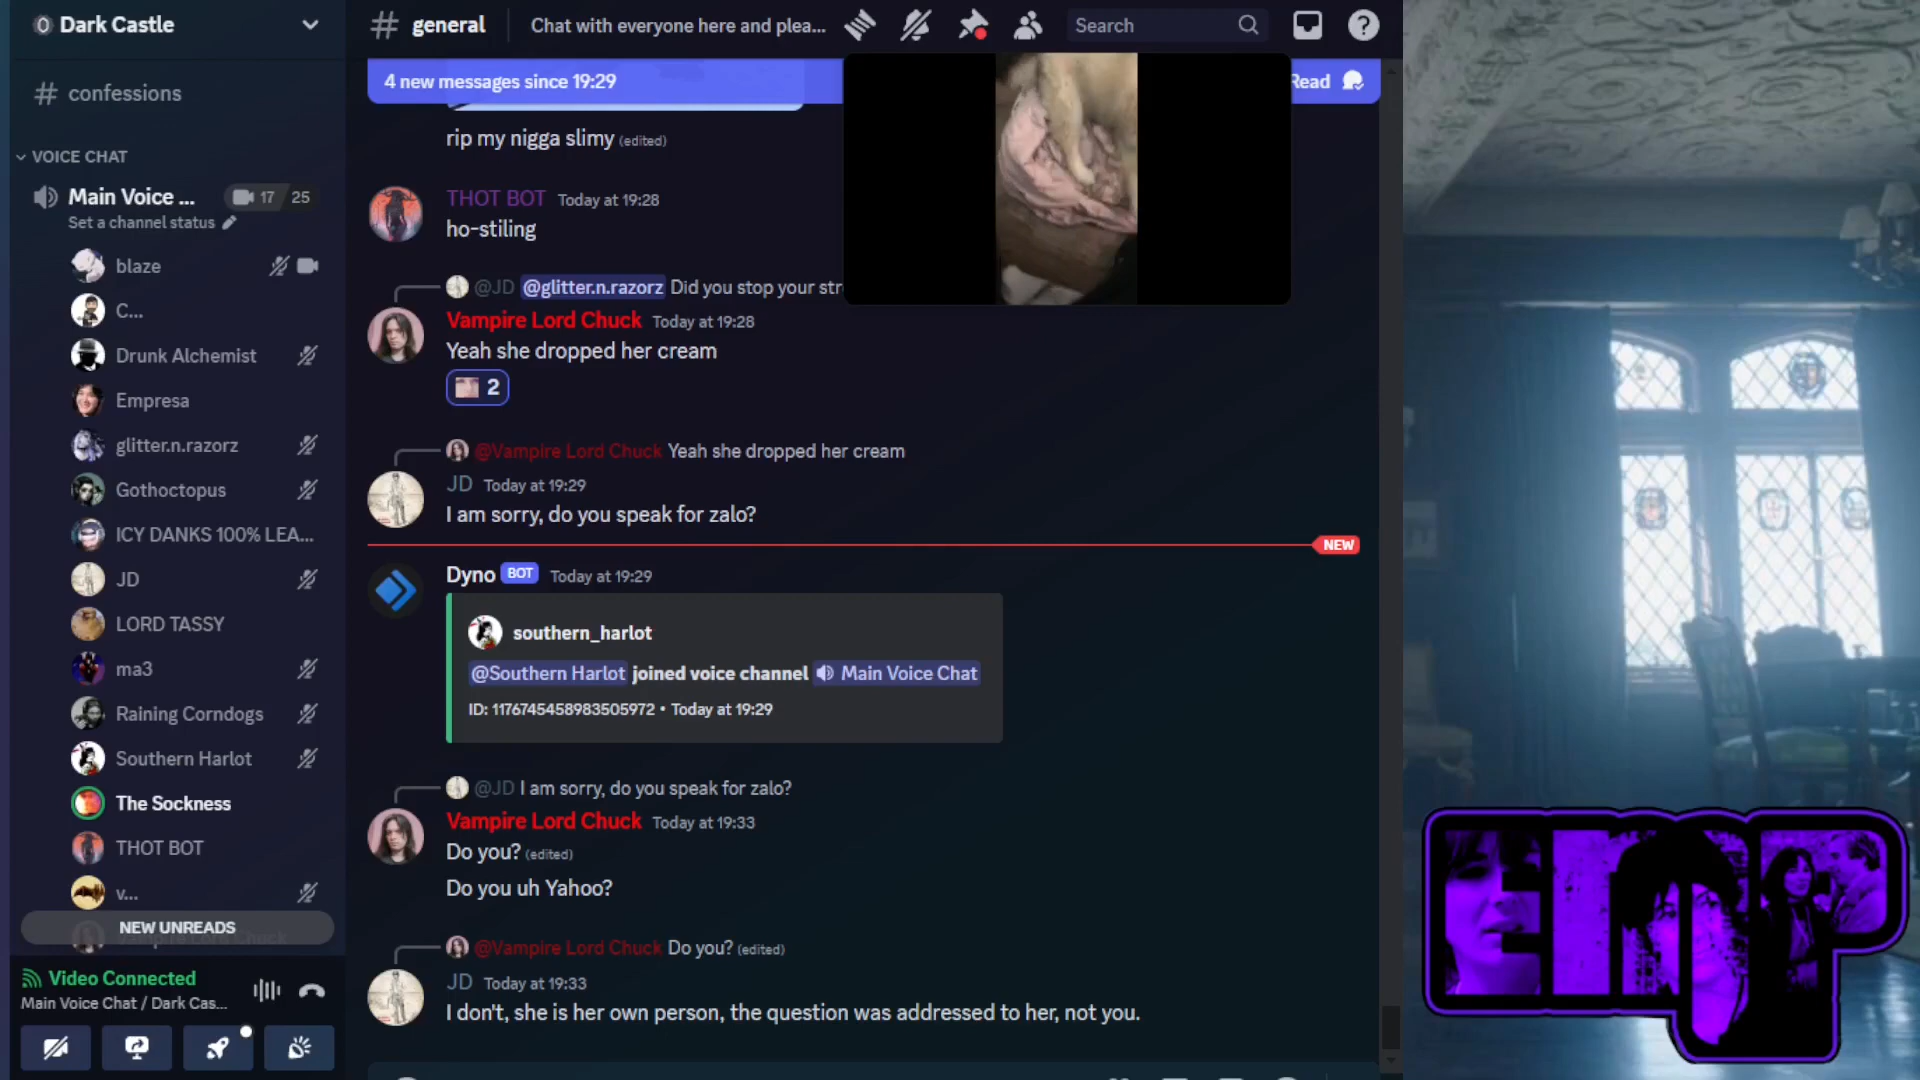 Dark Castle
general
Chat with everyone here and plea...
Search
confessions
4 new messages since 19:29
Read
VOICE CHAT
Main Voice ...
17
25
Set a channel status
blaze
C...
Drunk Alchemist
Empresa
glitter.n.razorz
Gothoctopus
ICY DANKS 100% LEA...
JD
LORD TASSY
ma3
Raining Corndogs
Southern Harlot
The Sockness
THOT BOT
v...
NEW UNREADS
Video Connected
Main Voice Chat / Dark Cas...
rip my nigga slimy (edited)
THOT BOT Today at 19:28
ho-stiling
@JD @glitter.n.razorz Did you stop your str
Vampire Lord Chuck Today at 19:28
Yeah she dropped her cream
2
@Vampire Lord Chuck Yeah she dropped her cream
JD Today at 19:29
I am sorry, do you speak for zalo?
NEW
Dyno BOT Today at 19:29
southern_harlot
@Southern Harlot joined voice channel Main Voice Chat
ID: 1176745458983505972 • Today at 19:29
@JD I am sorry, do you speak for zalo?
Vampire Lord Chuck Today at 19:33
Do you? (edited)
Do you uh Yahoo?
@Vampire Lord Chuck Do you? (edited)
JD Today at 19:33
I don't, she is her own person, the question was addressed to her, not you.
EMP